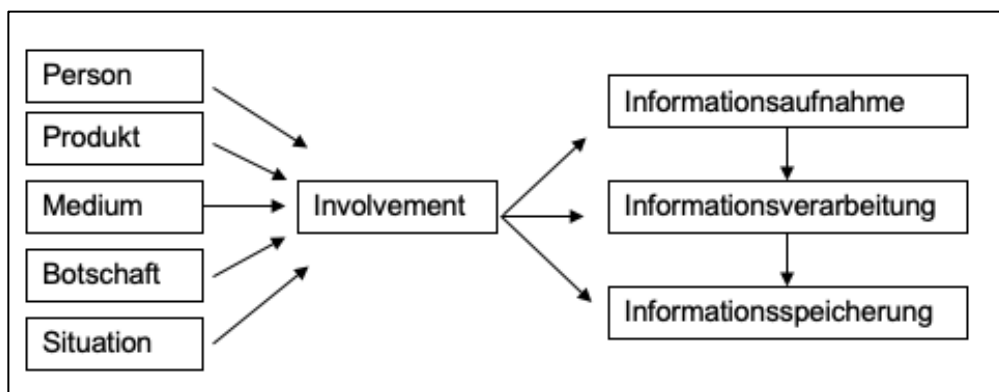 Person
Produkt
Medium
Botschaft
Situation
Involvement
Informationsaufnahme
Informationsverarbeitung
Informationsspeicherung